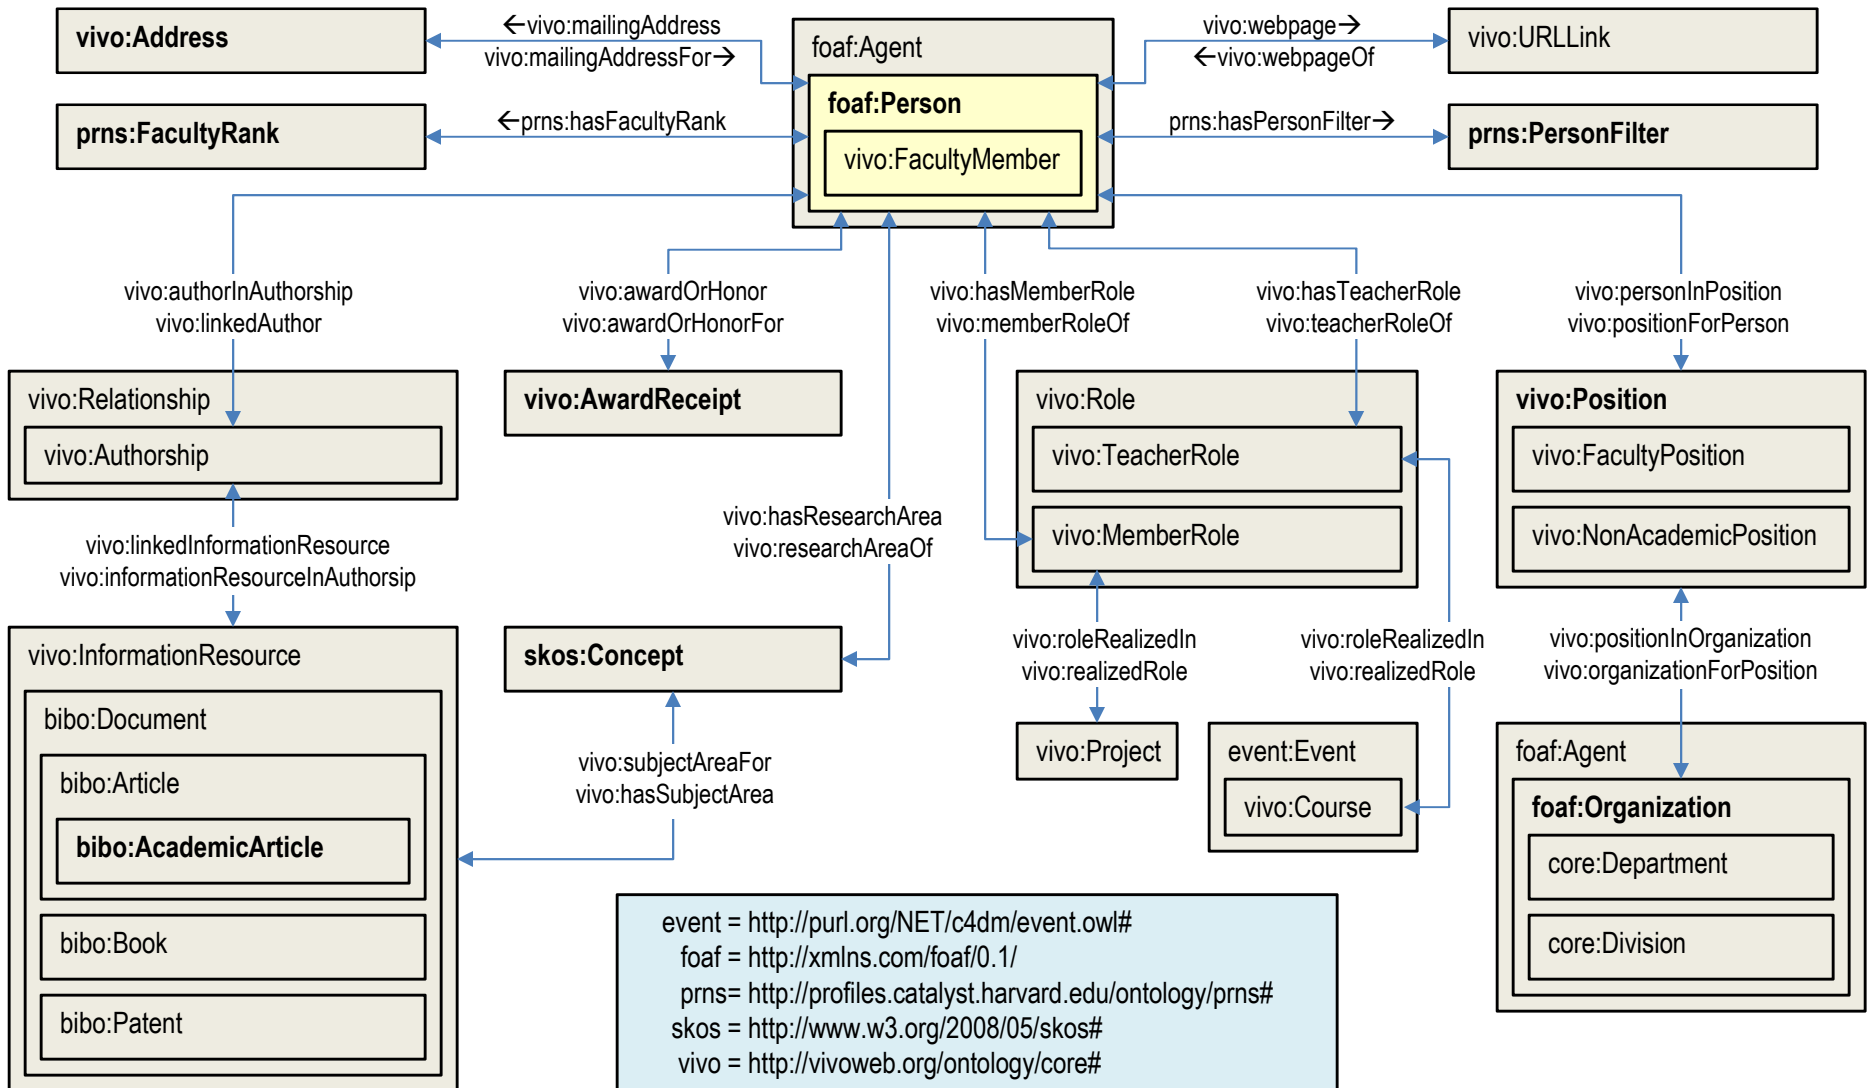 vivo:Address
←vivo:mailingAddress
vivo:mailingAddressFor→
foaf:Agent
vivo:webpage→
←vivo:webpageOf
vivo:URLLink
foaf:Person
prns:FacultyRank
←prns:hasFacultyRank
vivo:FacultyMember
prns:hasPersonFilter→
prns:PersonFilter
vivo:authorInAuthorship
vivo:linkedAuthor
vivo:awardOrHonor
vivo:awardOrHonorFor
vivo:hasMemberRole
vivo:memberRoleOf
vivo:hasTeacherRole
vivo:teacherRoleOf
vivo:personInPosition
vivo:positionForPerson
vivo:Relationship
vivo:Authorship
vivo:AwardReceipt
vivo:Role
vivo:TeacherRole
vivo:MemberRole
vivo:Position
vivo:FacultyPosition
vivo:NonAcademicPosition
vivo:hasResearchArea
vivo:researchAreaOf
vivo:linkedInformationResource
vivo:informationResourceInAuthorsip
vivo:InformationResource
bibo:Document
bibo:Article
bibo:AcademicArticle
bibo:Book
bibo:Patent
skos:Concept
vivo:subjectAreaFor
vivo:hasSubjectArea
vivo:roleRealizedIn
vivo:realizedRole
vivo:roleRealizedIn
vivo:realizedRole
vivo:positionInOrganization
vivo:organizationForPosition
vivo:Project
event:Event
vivo:Course
foaf:Agent
foaf:Organization
core:Department
core:Division
event = http://purl.org/NET/c4dm/event.owl#
foaf = http://xmlns.com/foaf/0.1/
prns= http://profiles.catalyst.harvard.edu/ontology/prns#
skos = http://www.w3.org/2008/05/skos#
vivo = http://vivoweb.org/ontology/core#